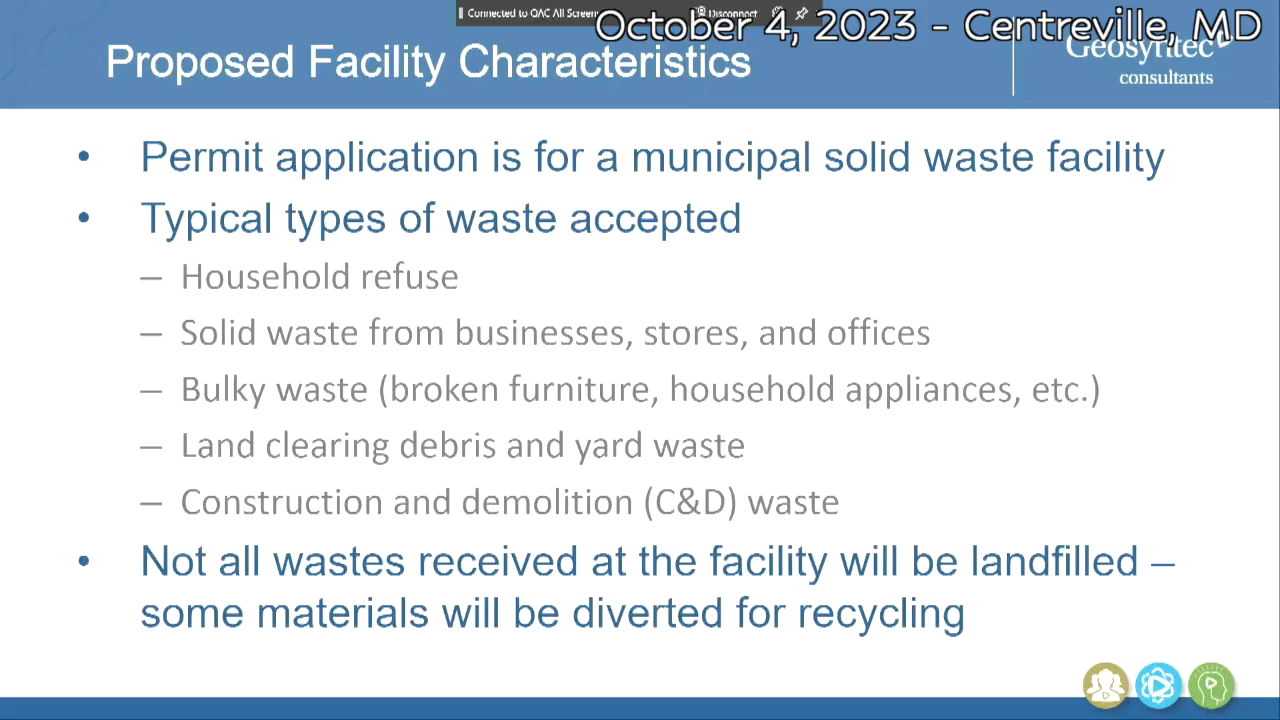 Connected to QAC All Screens
Disconnect
October 4, 2023 - Centreville, MD
Proposed Facility Characteristics
Geosyntec
consultants
• Permit application is for a municipal solid waste facility
• Typical types of waste accepted
– Household refuse
– Solid waste from businesses, stores, and offices
– Bulky waste (broken furniture, household appliances, etc.)
– Land clearing debris and yard waste
– Construction and demolition (C&D) waste
• Not all wastes received at the facility will be landfilled –
some materials will be diverted for recycling